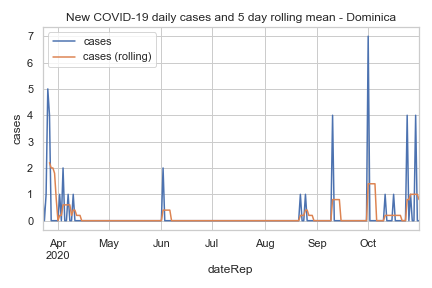 New COVID-19 daily cases and 5 day rolling mean - Dominica
cases
cases (rolling)
7
6
5
4
3
2
1
0
cases
Apr May Jun Jul Aug Sep Oct
2020
dateRep